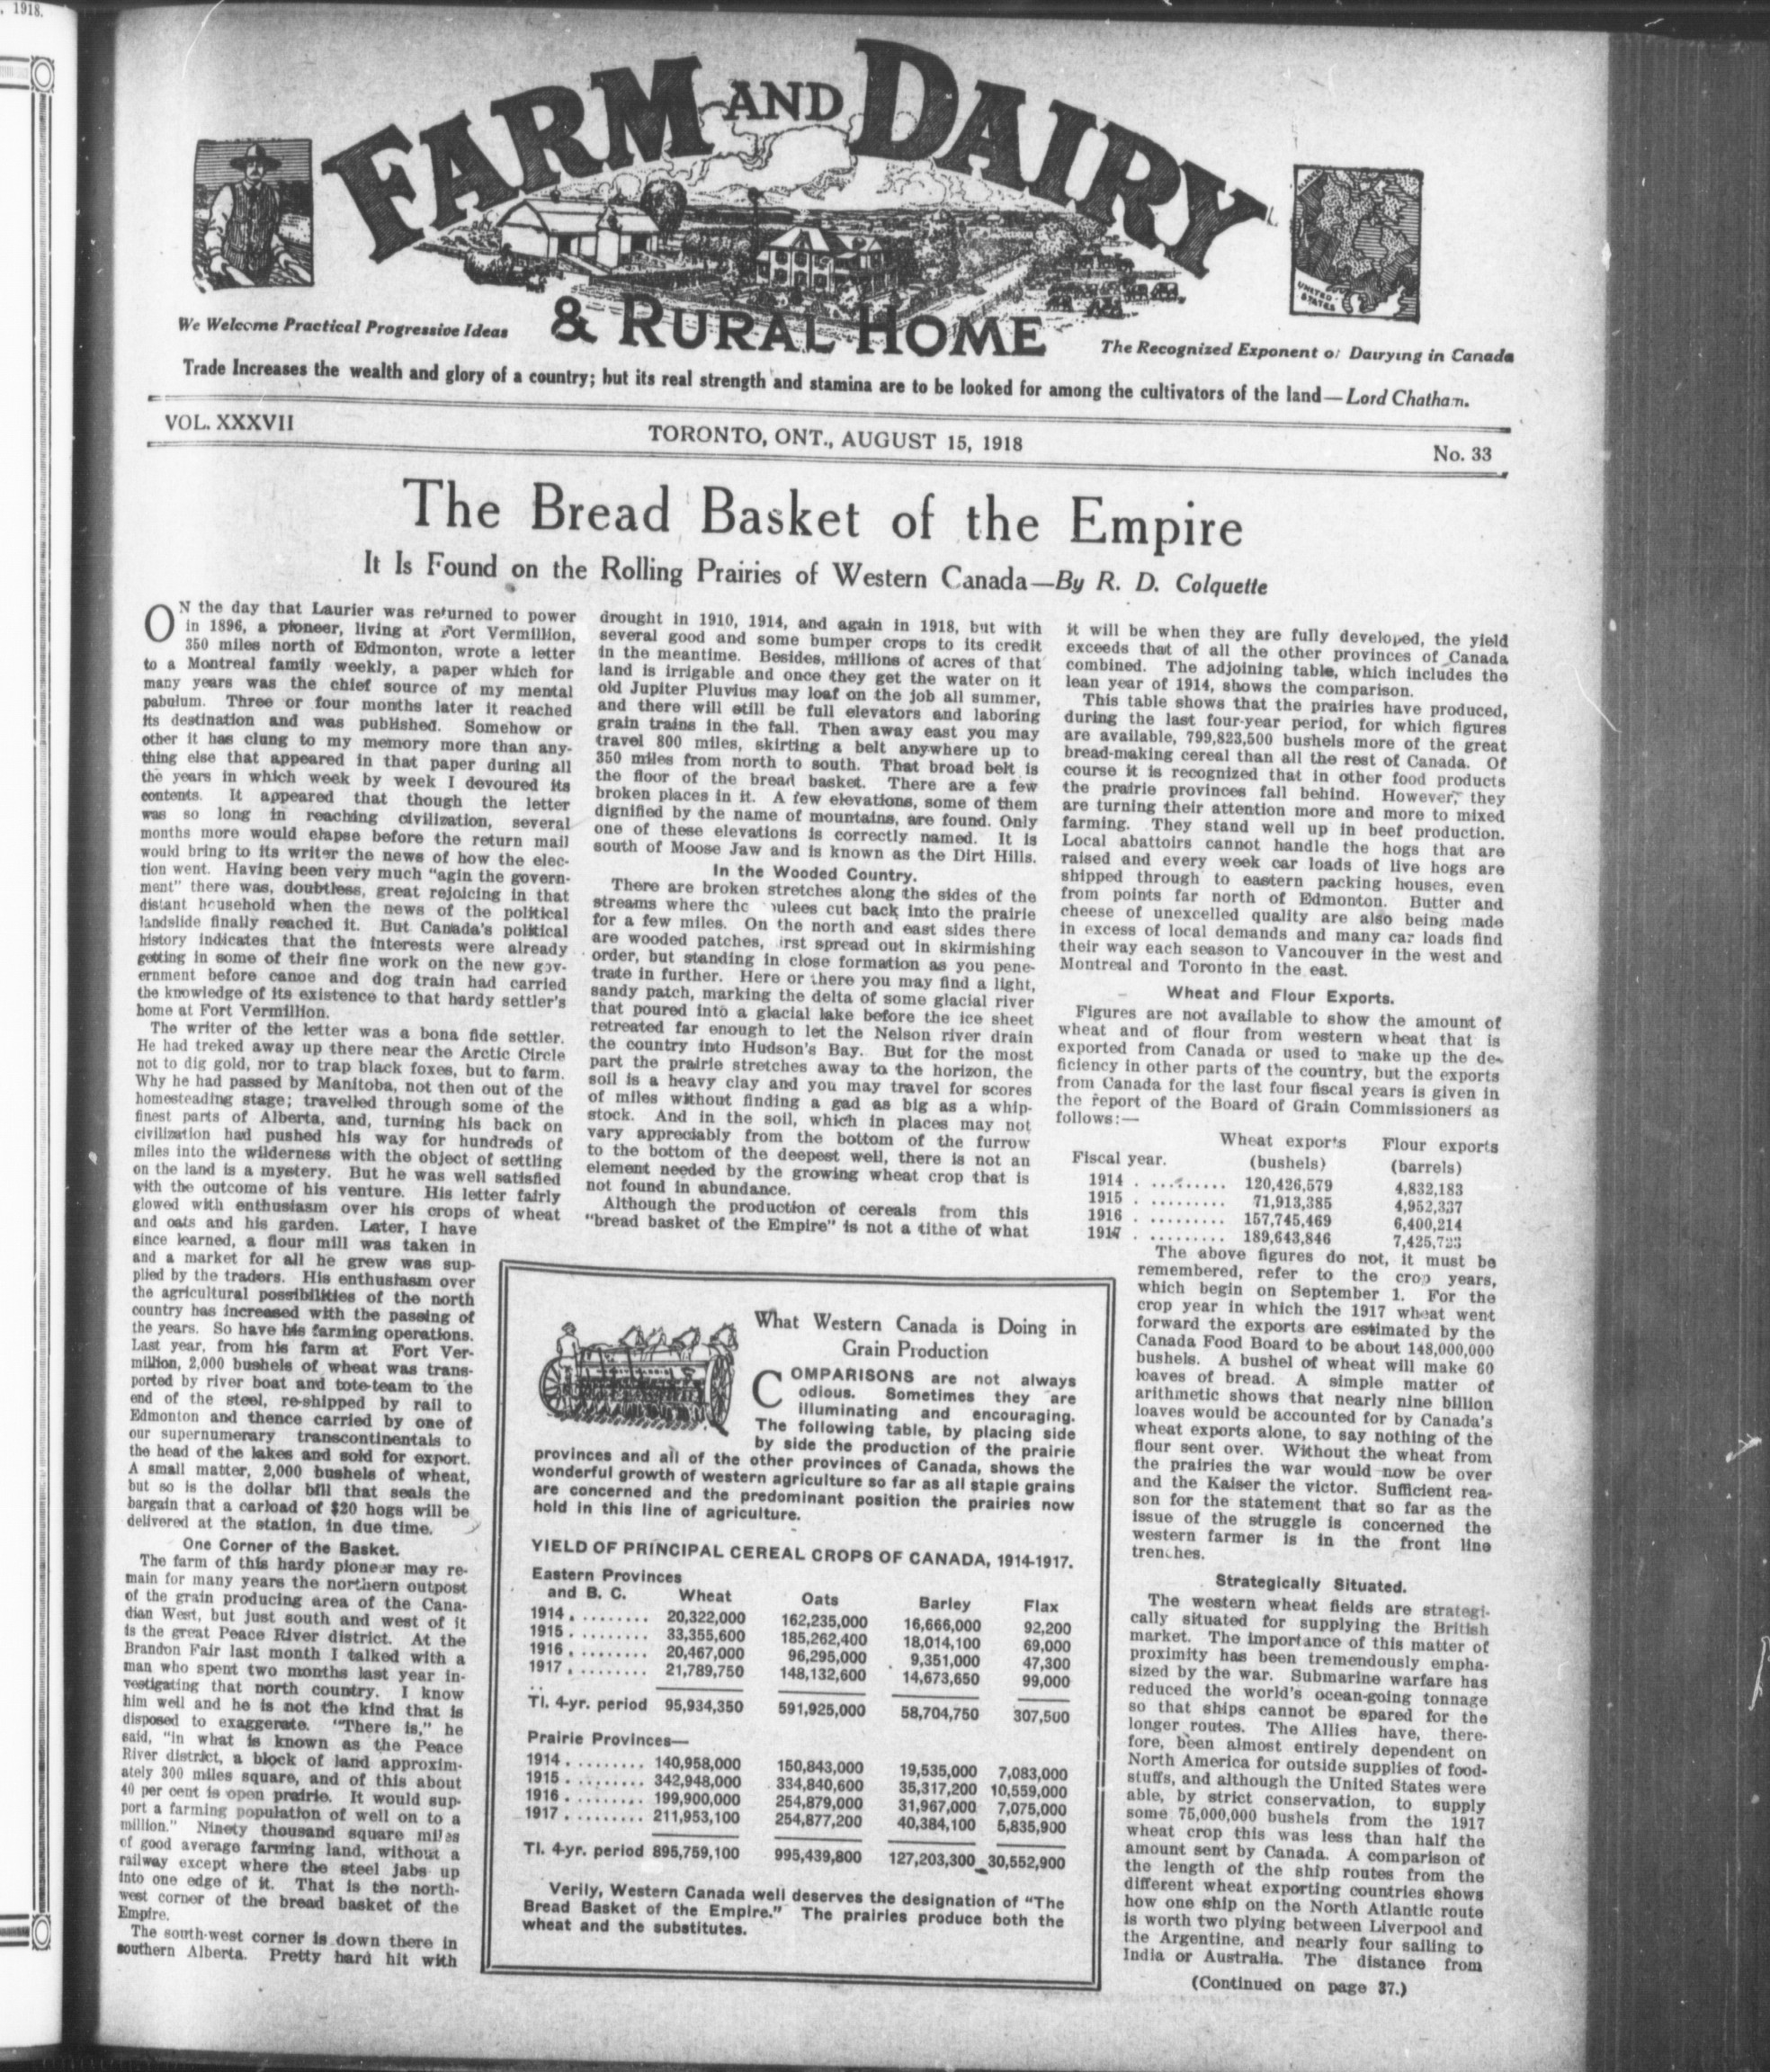 , 1918.
FARM AND DAIRY
& RURAL HOME
UNITED
STATES
We Welcome Practical Progressive Ideas
The Recognized Exponent of Dairying in Canada
Trade Increases the wealth and glory of a country; but its real strength and stamina are to be looked for among the cultivators of the land—Lord Chatham.
VOL. XXXVII
TORONTO, ONT., AUGUST 15, 1918
No. 33
The Bread Basket of the Empire
It Is Found on the Rolling Prairies of Western Canada—By R. D. Colquette
ON the day that Laurier was returned to power
in 1896, a pioneer, living at Fort Vermillion,
350 miles north of Edmonton, wrote a letter
to a Montreal family weekly, a paper which for
many years was the chief source of my mental
pabulum. Three or four months later it reached
its destination and was published. Somehow or
other it has clung to my memory more than any-
thing else that appeared in that paper during all
the years in which week by week I devoured its
contents. It appeared that though the letter
was so long in reaching civilization, several
months more would elapse before the return mail
would bring to its writer the news of how the elec-
tion went. Having been very much "agin the govern-
ment" there was, doubtless, great rejoicing in that
distant household when the news of the political
landslide finally reached it. But Canada's political
history indicates that the interests were already
getting in some of their fine work on the new gov-
ernment before canoe and dog train had carried
the knowledge of its existence to that hardy settler's
home at Fort Vermillion.
The writer of the letter was a bona fide settler.
He had treked away up there near the Arctic Circle
not to dig gold, nor to trap black foxes, but to farm.
Why he had passed by Manitoba, not then out of the
homesteading stage; travelled through some of the
finest parts of Alberta, and, turning his back on
civilization had pushed his way for hundreds of
miles into the wilderness with the object of settling
on the land is a mystery. But he was well satisfied
with the outcome of his venture. His letter fairly
glowed with enthusiasm over his crops of wheat
and oats and his garden. Later, I have
since learned, a flour mill was taken in
and a market for all he grew was sup-
plied by the traders. His enthusiasm over
the agricultural possibilities of the north
country has increased with the passing of
the years. So have his farming operations.
Last year, from his farm at Fort Ver-
million, 2,000 bushels of wheat was trans-
ported by river boat and tote-team to the
end of the steel, re-shipped by rail to
Edmonton and thence carried by one of
our supernumerary transcontinentals to
the head of the lakes and sold for export.
A small matter, 2,000 bushels of wheat,
but so is the dollar bill that seals the
bargain that a carload of $20 hogs will be
delivered at the station, in due time.
One Corner of the Basket.
The farm of this hardy pioneer may re-
main for many years the northern outpost
of the grain producing area of the Cana-
dian West, but just south and west of it
is the great Peace River district. At the
Brandon Fair last month I talked with a
man who spent two months last year in-
vestigating that north country. I know
him well and he is not the kind that is
disposed to exaggerate. "There is," he
said, "in what is known as the Peace
River district, a block of land approxim-
ately 300 miles square, and of this about
40 per cent is open prairie. It would sup-
port a farming population of well on to a
million." Ninety thousand square miles
of good average farming land, without a
railway except where the steel jabs up
into one edge of it. That is the north-
west corner of the bread basket of the
Empire.
The south-west corner is down there in
southern Alberta. Pretty hard hit with
drought in 1910, 1914, and again in 1918, but with
several good and some bumper crops to its credit
in the meantime. Besides, millions of acres of that
land is irrigable and once they get the water on it
old Jupiter Pluvius may loaf on the job all summer,
and there will still be full elevators and laboring
grain trains in the fall. Then away east you may
travel 800 miles, skirting a belt anywhere up to
350 miles from north to south. That broad belt is
the floor of the bread basket. There are a few
broken places in it. A few elevations, some of them
dignified by the name of mountains, are found. Only
one of these elevations is correctly named. It is
south of Moose Jaw and is known as the Dirt Hills.
In the Wooded Country.
There are broken stretches along the sides of the
streams where the oulees cut back into the prairie
for a few miles. On the north and east sides there
are wooded patches, irst spread out in skirmishing
order, but standing in close formation as you pene-
trate in further. Here or there you may find a light,
sandy patch, marking the delta of some glacial river
that poured into a glacial lake before the ice sheet
retreated far enough to let the Nelson river drain
the country into Hudson's Bay. But for the most
part the prairie stretches away to the horizon, the
soil is a heavy clay and you may travel for scores
of miles without finding a gad as big as a whip-
stock. And in the soil, which in places may not
vary appreciably from the bottom of the furrow
to the bottom of the deepest well, there is not an
element needed by the growing wheat crop that is
not found in abundance.
Although the production of cereals from this
"bread basket of the Empire" is not a tithe of what
it will be when they are fully developed, the yield
exceeds that of all the other provinces of Canada
combined. The adjoining table, which includes the
lean year of 1914, shows the comparison.
This table shows that the prairies have produced,
during the last four-year period, for which figures
are available, 799,823,500 bushels more of the great
bread-making cereal than all the rest of Canada. Of
course it is recognized that in other food products
the prairie provinces fall behind. However, they
are turning their attention more and more to mixed
farming. They stand well up in beef production.
Local abattoirs cannot handle the hogs that are
raised and every week car loads of live hogs are
shipped through to eastern packing houses, even
from points far north of Edmonton. Butter and
cheese of unexcelled quality are also being made
in excess of local demands and many car loads find
their way each season to Vancouver in the west and
Montreal and Toronto in the east.
Wheat and Flour Exports.
Figures are not available to show the amount of
wheat and of flour from western wheat that is
exported from Canada or used to make up the de-
ficiency in other parts of the country, but the exports
from Canada for the last four fiscal years is given in
the report of the Board of Grain Commissioners as
follows:—
Wheat exports Flour exports
Fiscal year. (bushels) (barrels)
1914 . ......... 120,426,579 4,832,183
1915 . ......... 71,913,385 4,952,337
1916 . ......... 157,745,469 6,400,214
1917 . ......... 189,643,846 7,425,723
The above figures do not, it must be
remembered, refer to the crop years,
which begin on September 1. For the
crop year in which the 1917 wheat went
forward the exports are estimated by the
Canada Food Board to be about 148,000,000
bushels. A bushel of wheat will make 60
loaves of bread. A simple matter of
arithmetic shows that nearly nine billion
loaves would be accounted for by Canada's
wheat exports alone, to say nothing of the
flour sent over. Without the wheat from
the prairies the war would now be over
and the Kaiser the victor. Sufficient rea-
son for the statement that so far as the
issue of the struggle is concerned the
western farmer is in the front line
trenches.
Strategically Situated.
The western wheat fields are strategi-
cally situated for supplying the British
market. The importance of this matter of
proximity has been tremendously empha-
sized by the war. Submarine warfare has
reduced the world's ocean-going tonnage
so that ships cannot be spared for the
longer routes. The Allies have, there-
fore, been almost entirely dependent on
North America for outside supplies of food-
stuffs, and although the United States were
able, by strict conservation, to supply
some 75,000,000 bushels from the 1917
wheat crop this was less than half the
amount sent by Canada. A comparison of
the length of the ship routes from the
different wheat exporting countries shows
how one ship on the North Atlantic route
is worth two plying between Liverpool and
the Argentine, and nearly four sailing to
India or Australia. The distance from
(Continued on page 37.)
What Western Canada is Doing in
Grain Production
COMPARISONS are not always
odious. Sometimes they are
illuminating and encouraging.
The following table, by placing side
by side the production of the prairie
provinces and all of the other provinces of Canada, shows the
wonderful growth of western agriculture so far as all staple grains
are concerned and the predominant position the prairies now
hold in this line of agriculture.
YIELD OF PRINCIPAL CEREAL CROPS OF CANADA, 1914-1917.
Eastern Provinces
and B. C. Wheat Oats Barley Flax
1914 . ........ 20,322,000 162,235,000 16,666,000 92,200
1915 . ........ 33,355,600 185,262,400 18,014,100 69,000
1916 . ........ 20,467,000 96,295,000 9,351,000 47,300
1917 . ........ 21,789,750 148,132,600 14,673,650 99,000
Tl. 4-yr. period 95,934,350 591,925,000 58,704,750 307,500
Prairie Provinces—
1914 . ........ 140,958,000 150,843,000 19,535,000 7,083,000
1915 . ........ 342,948,000 334,840,600 35,317,200 10,559,000
1916 . ........ 199,900,000 254,879,000 31,967,000 7,075,000
1917 . ........ 211,953,100 254,877,200 40,384,100 5,835,900
Tl. 4-yr. period 895,759,100 995,439,800 127,203,300 30,552,900
Verily, Western Canada well deserves the designation of "The
Bread Basket of the Empire." The prairies produce both the
wheat and the substitutes.